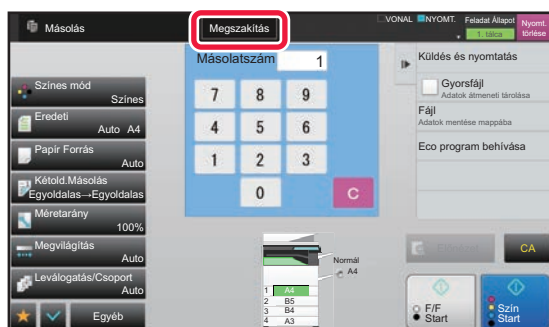 Másolás
Megszakítás
VONAL
NYOMT.
Feladat Állapot
1. tálca
Nyomt.
törlése
Másolatszám
1
7 8 9
4 5 6
1 2 3
0 C
Színes mód
Színes
Eredeti
Auto A4
Papír Forrás
Auto
Kétold.Másolás
Egyoldalas→Egyoldalas
Méretarány
100%
Megvilágítás
Auto
Leválogatás/Csoport
Auto
Egyéb
Normál
A4
1 A4
2 B5
3 B4
4 A3
Küldés és nyomtatás
Gyorsfájl
Adatok átmeneti tárolása
Fájl
Adatok mentése mappába
Eco program behívása
CA
F/F
Start
Szín
Start